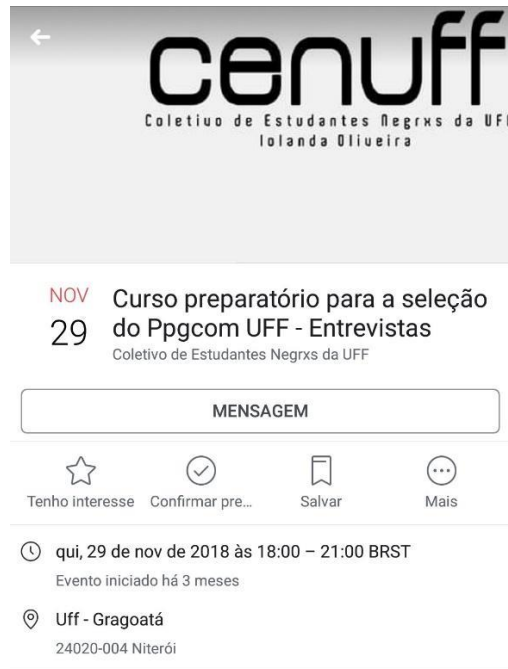 cenuff
Coletivo de Estudantes Negrxs da UFF
Iolanda Oliveira
NOV
29
Curso preparatório para a seleção
do Ppgcom UFF - Entrevistas
Coletivo de Estudantes Negrxs da UFF
MENSAGEM
Tenho interesse Confirmar pre... Salvar Mais
qui, 29 de nov de 2018 às 18:00 – 21:00 BRST
Evento iniciado há 3 meses
Uff - Gragoatá
24020-004 Niterói